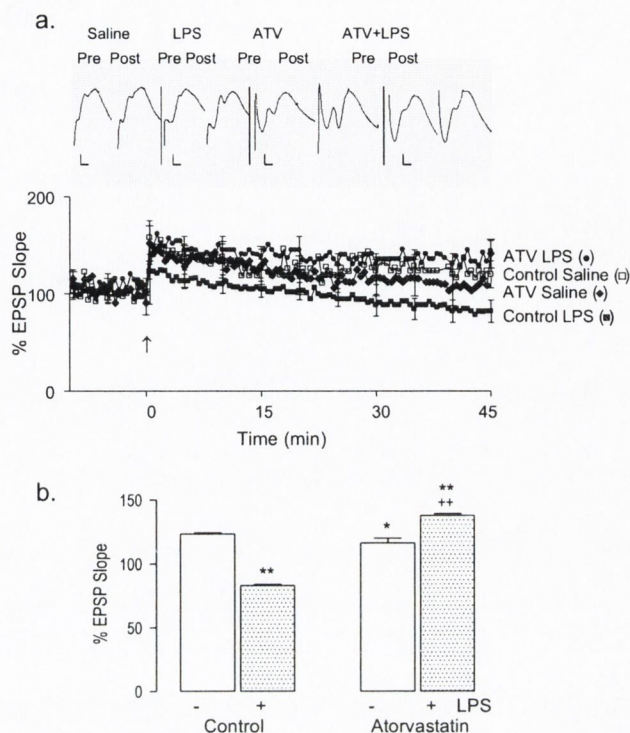 a.
Saline LPS ATV ATV+LPS
Pre Post Pre Post Pre Post Pre Post
200
100
0
% EPSP Slope
ATV LPS (●)
Control Saline (□)
ATV Saline (◆)
Control LPS (■)
↑
0 15 30 45
Time (min)
b.
150
100
50
0
% EPSP Slope
**
*
**
++
- + - + LPS
Control Atorvastatin